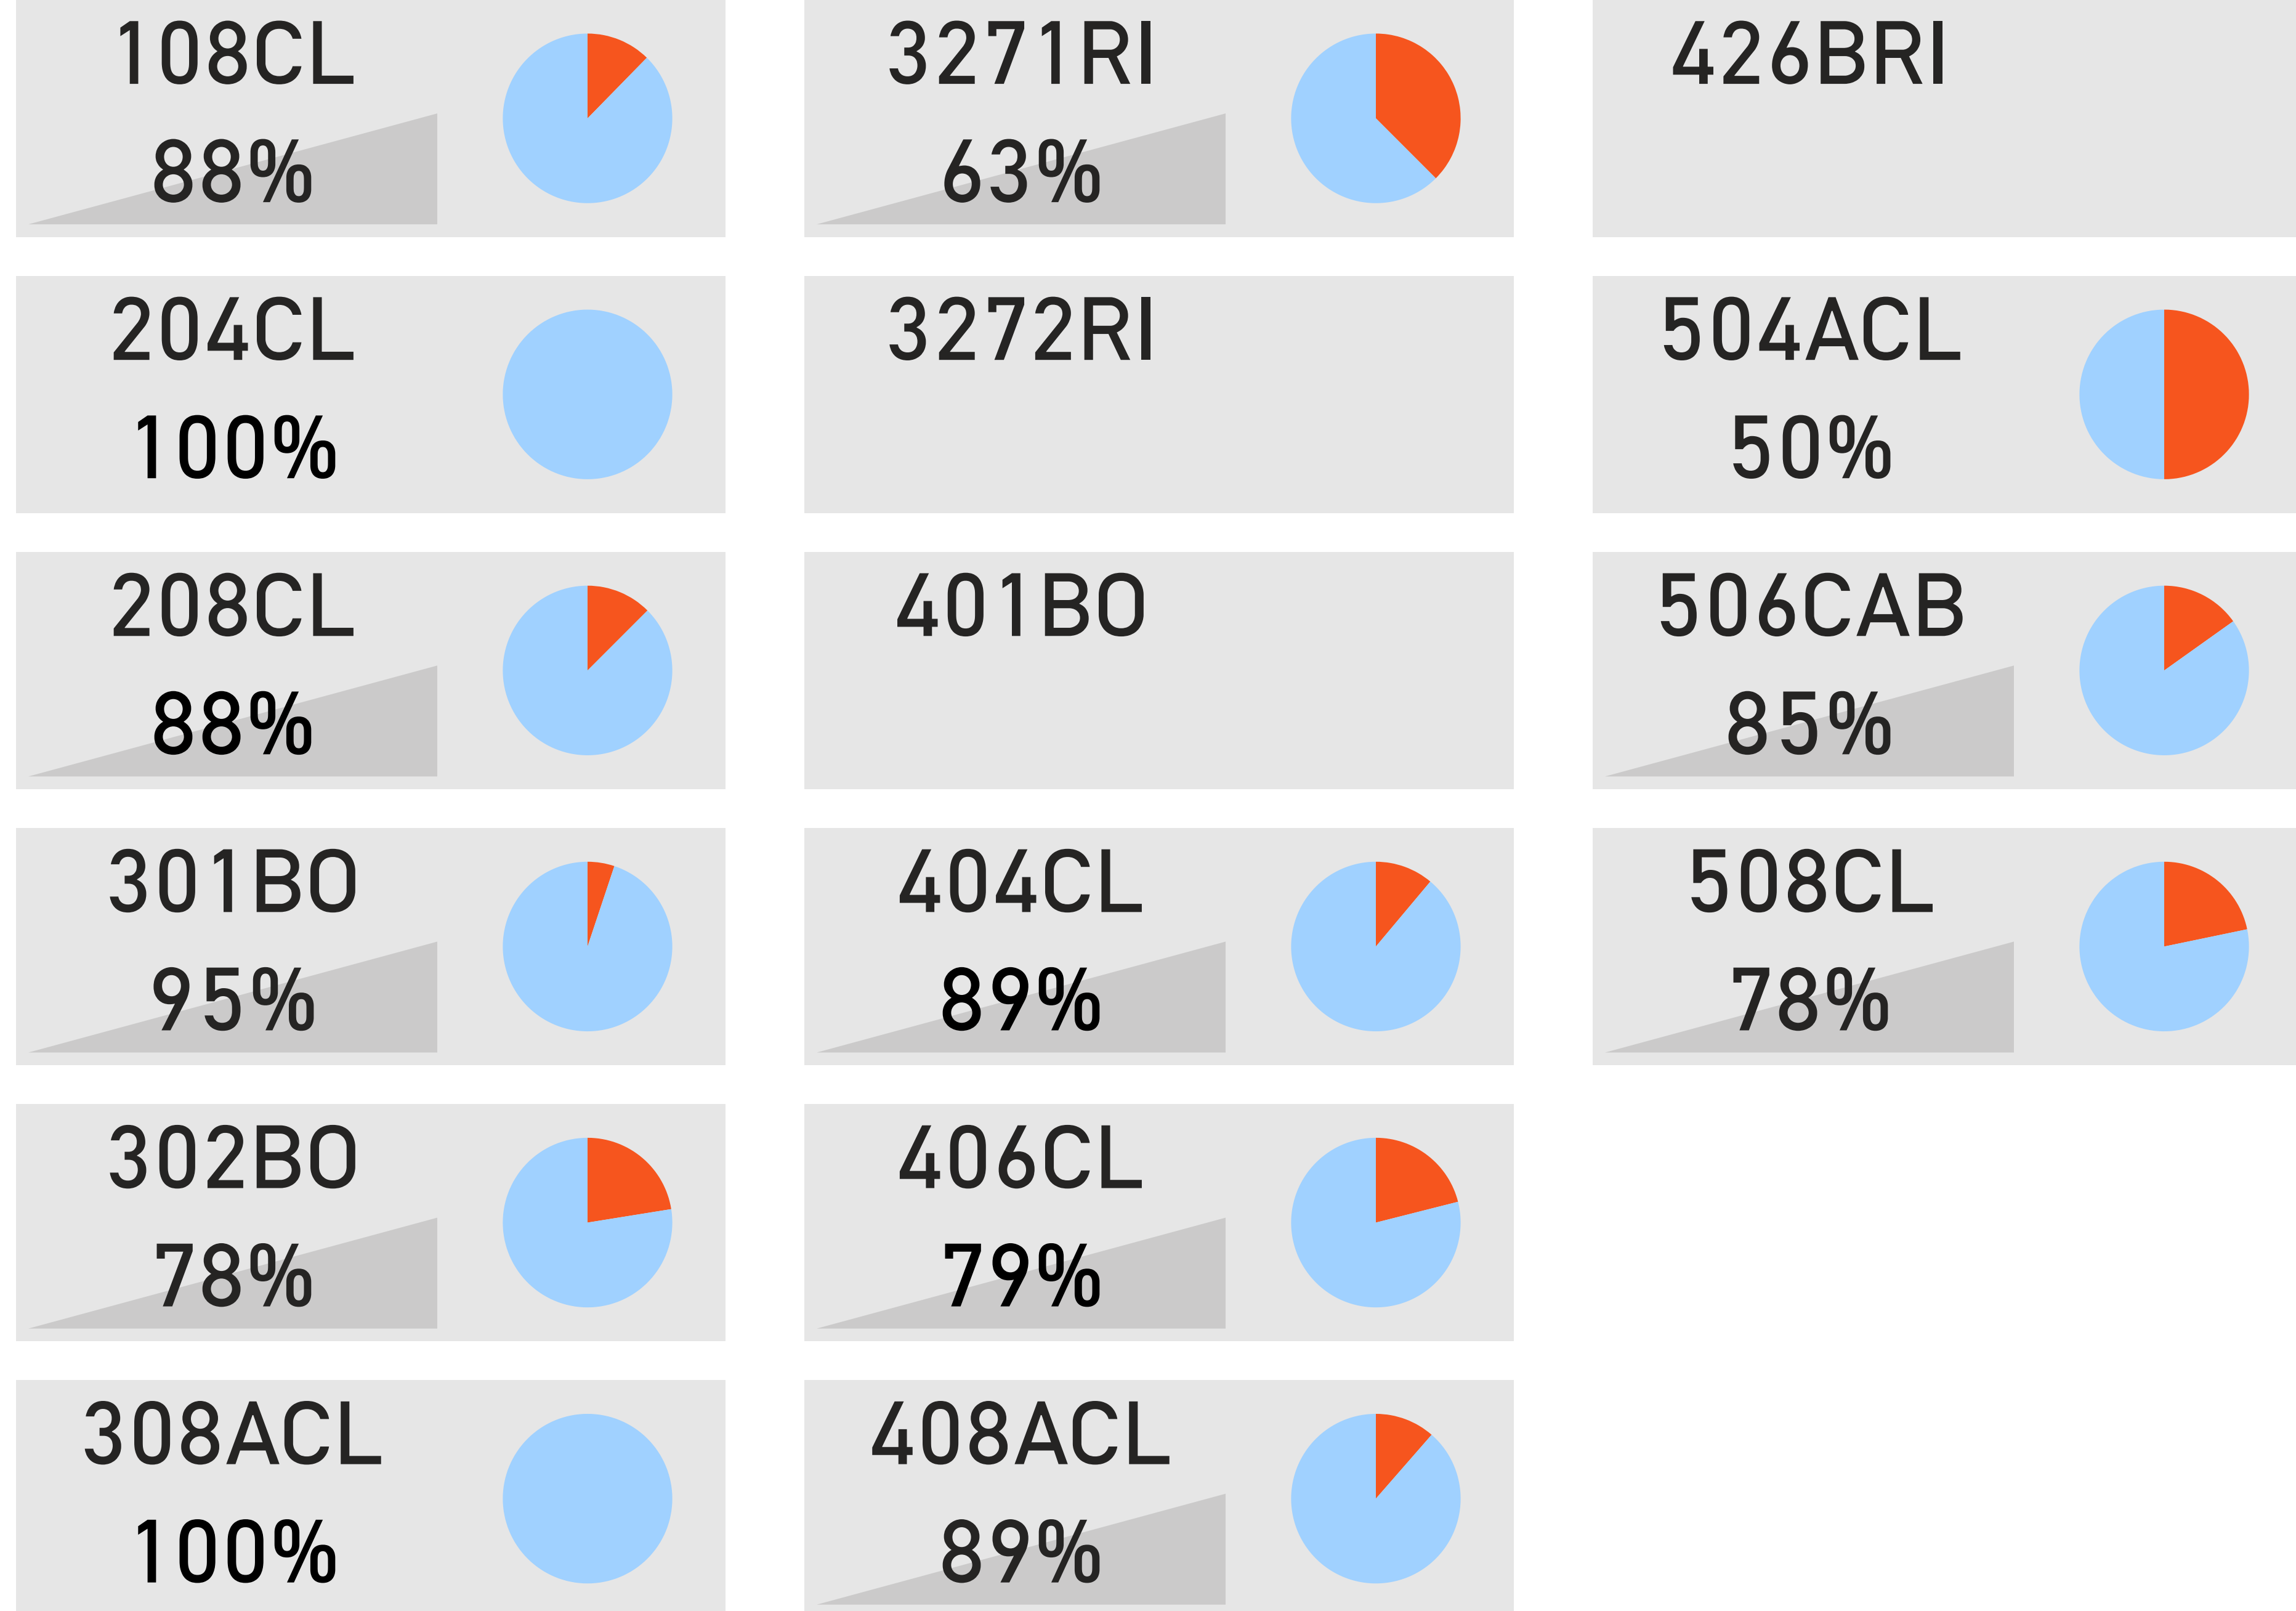 108CL
88%
204CL
100%
208CL
88%
301BO
95%
302BO
78%
308ACL
100%
3271RI
63%
3272RI
401BO
404CL
89%
406CL
79%
408ACL
89%
426BRI
504ACL
50%
506CAB
85%
508CL
78%